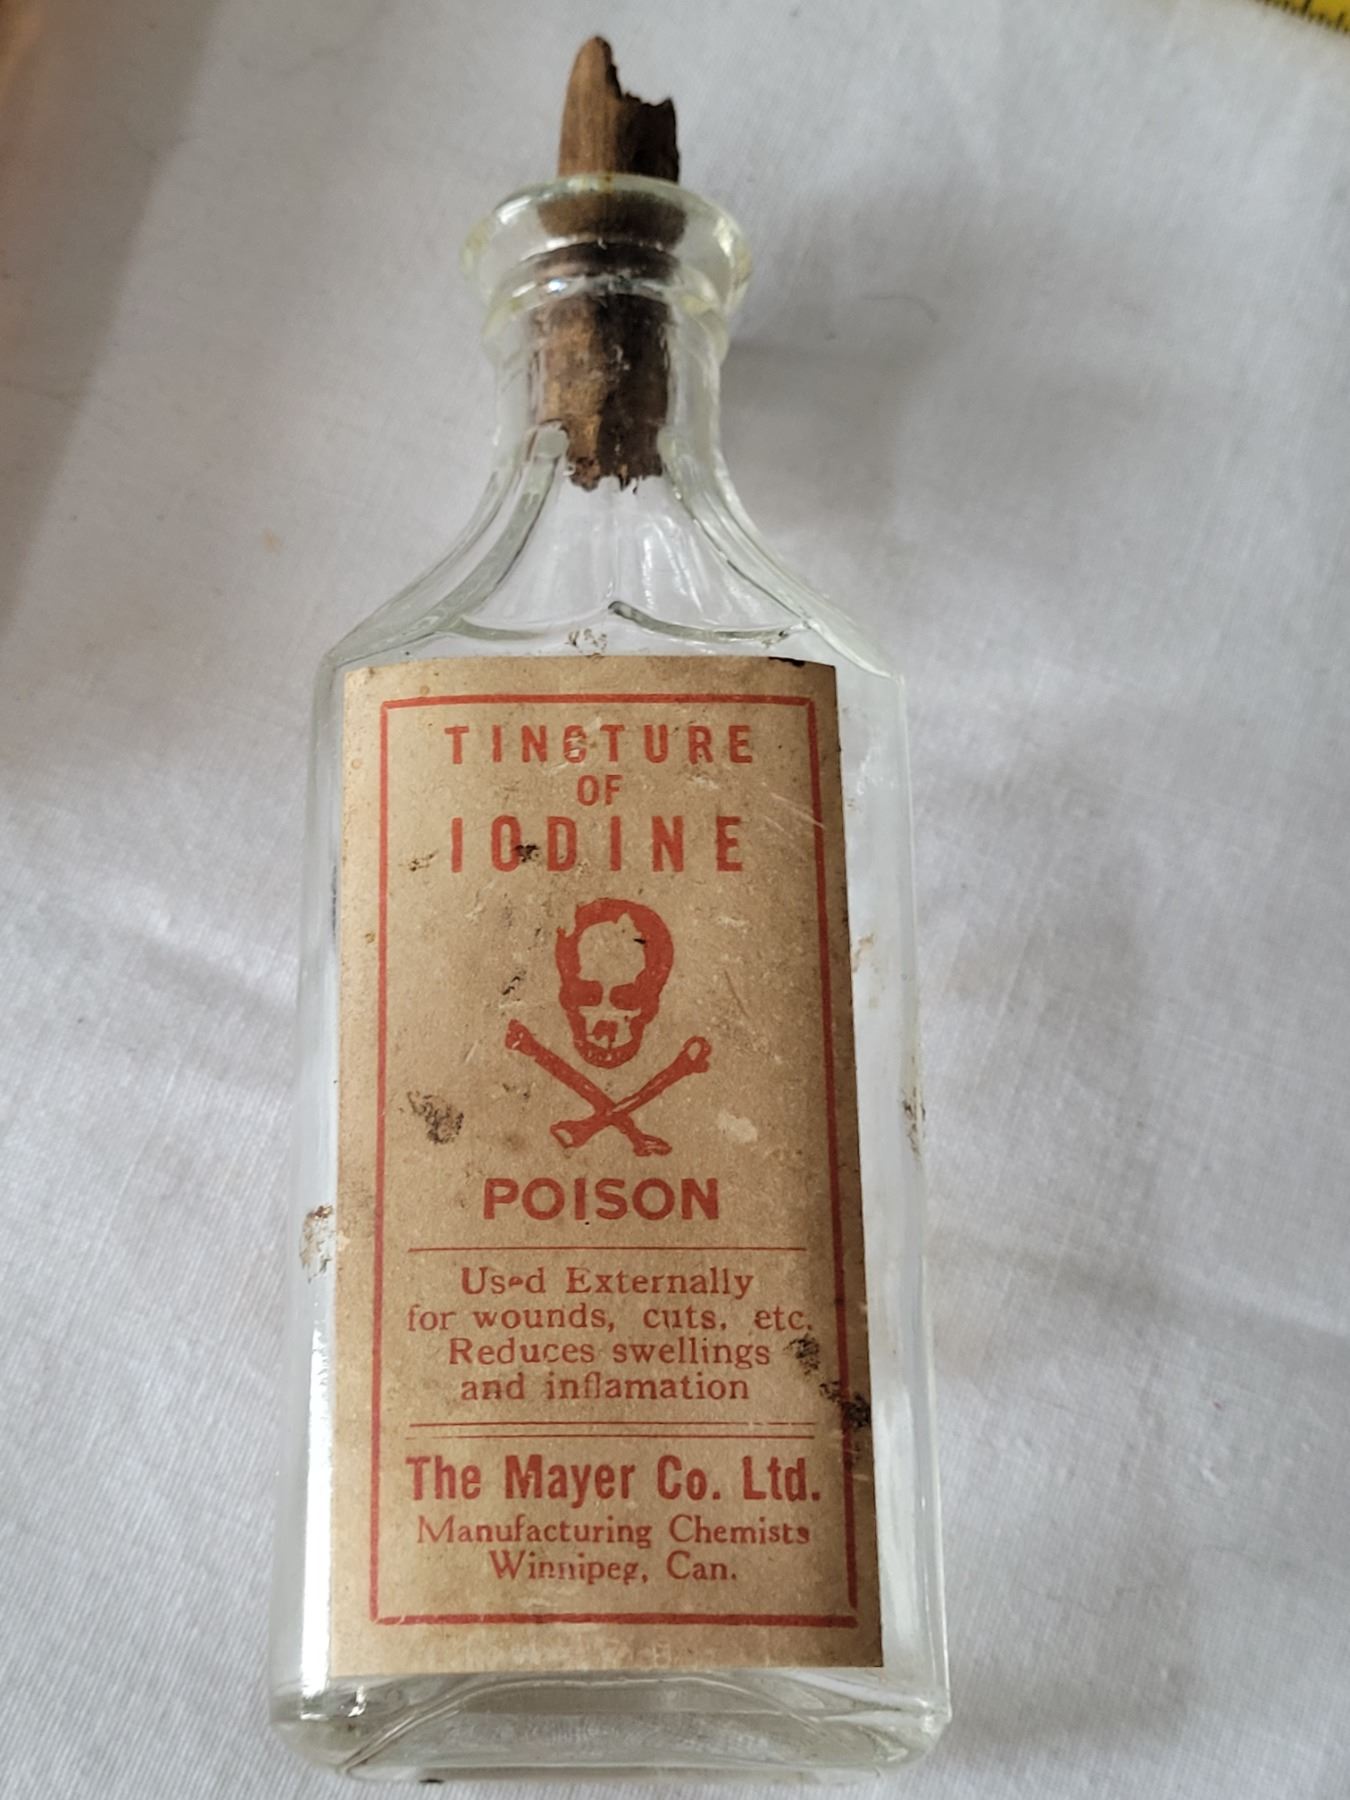 TINCTURE
OF
IODINE
POISON
Used Externally
for wounds, cuts, etc.
Reduces swellings
and inflamation
The Mayer Co. Ltd.
Manufacturing Chemists
Winnipeg, Can.